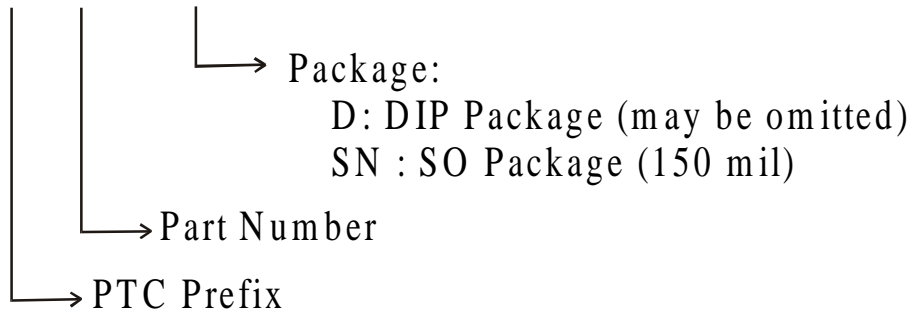 Package:
D: DIP Package (may be omitted)
SN : SO Package (150 mil)
Part Number
PTC Prefix